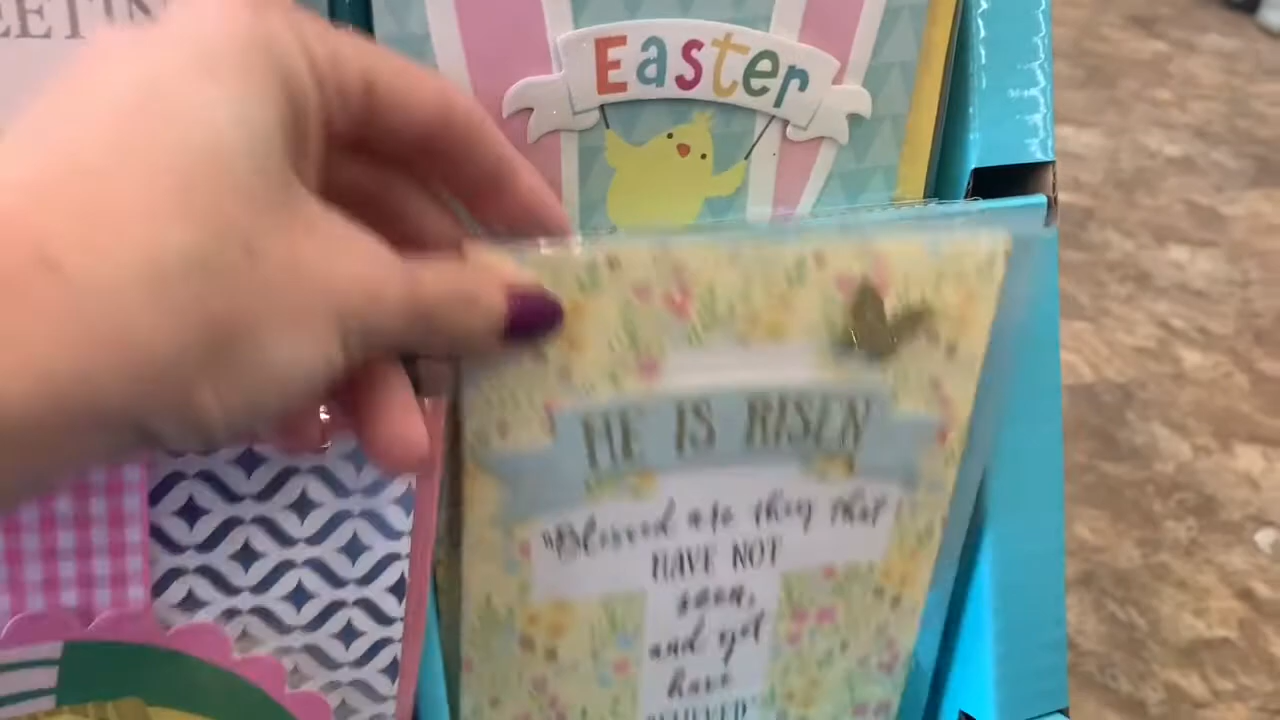 Easter
HE IS RISEN
"Blessed are they that
HAVE NOT
seen,
and yet
have